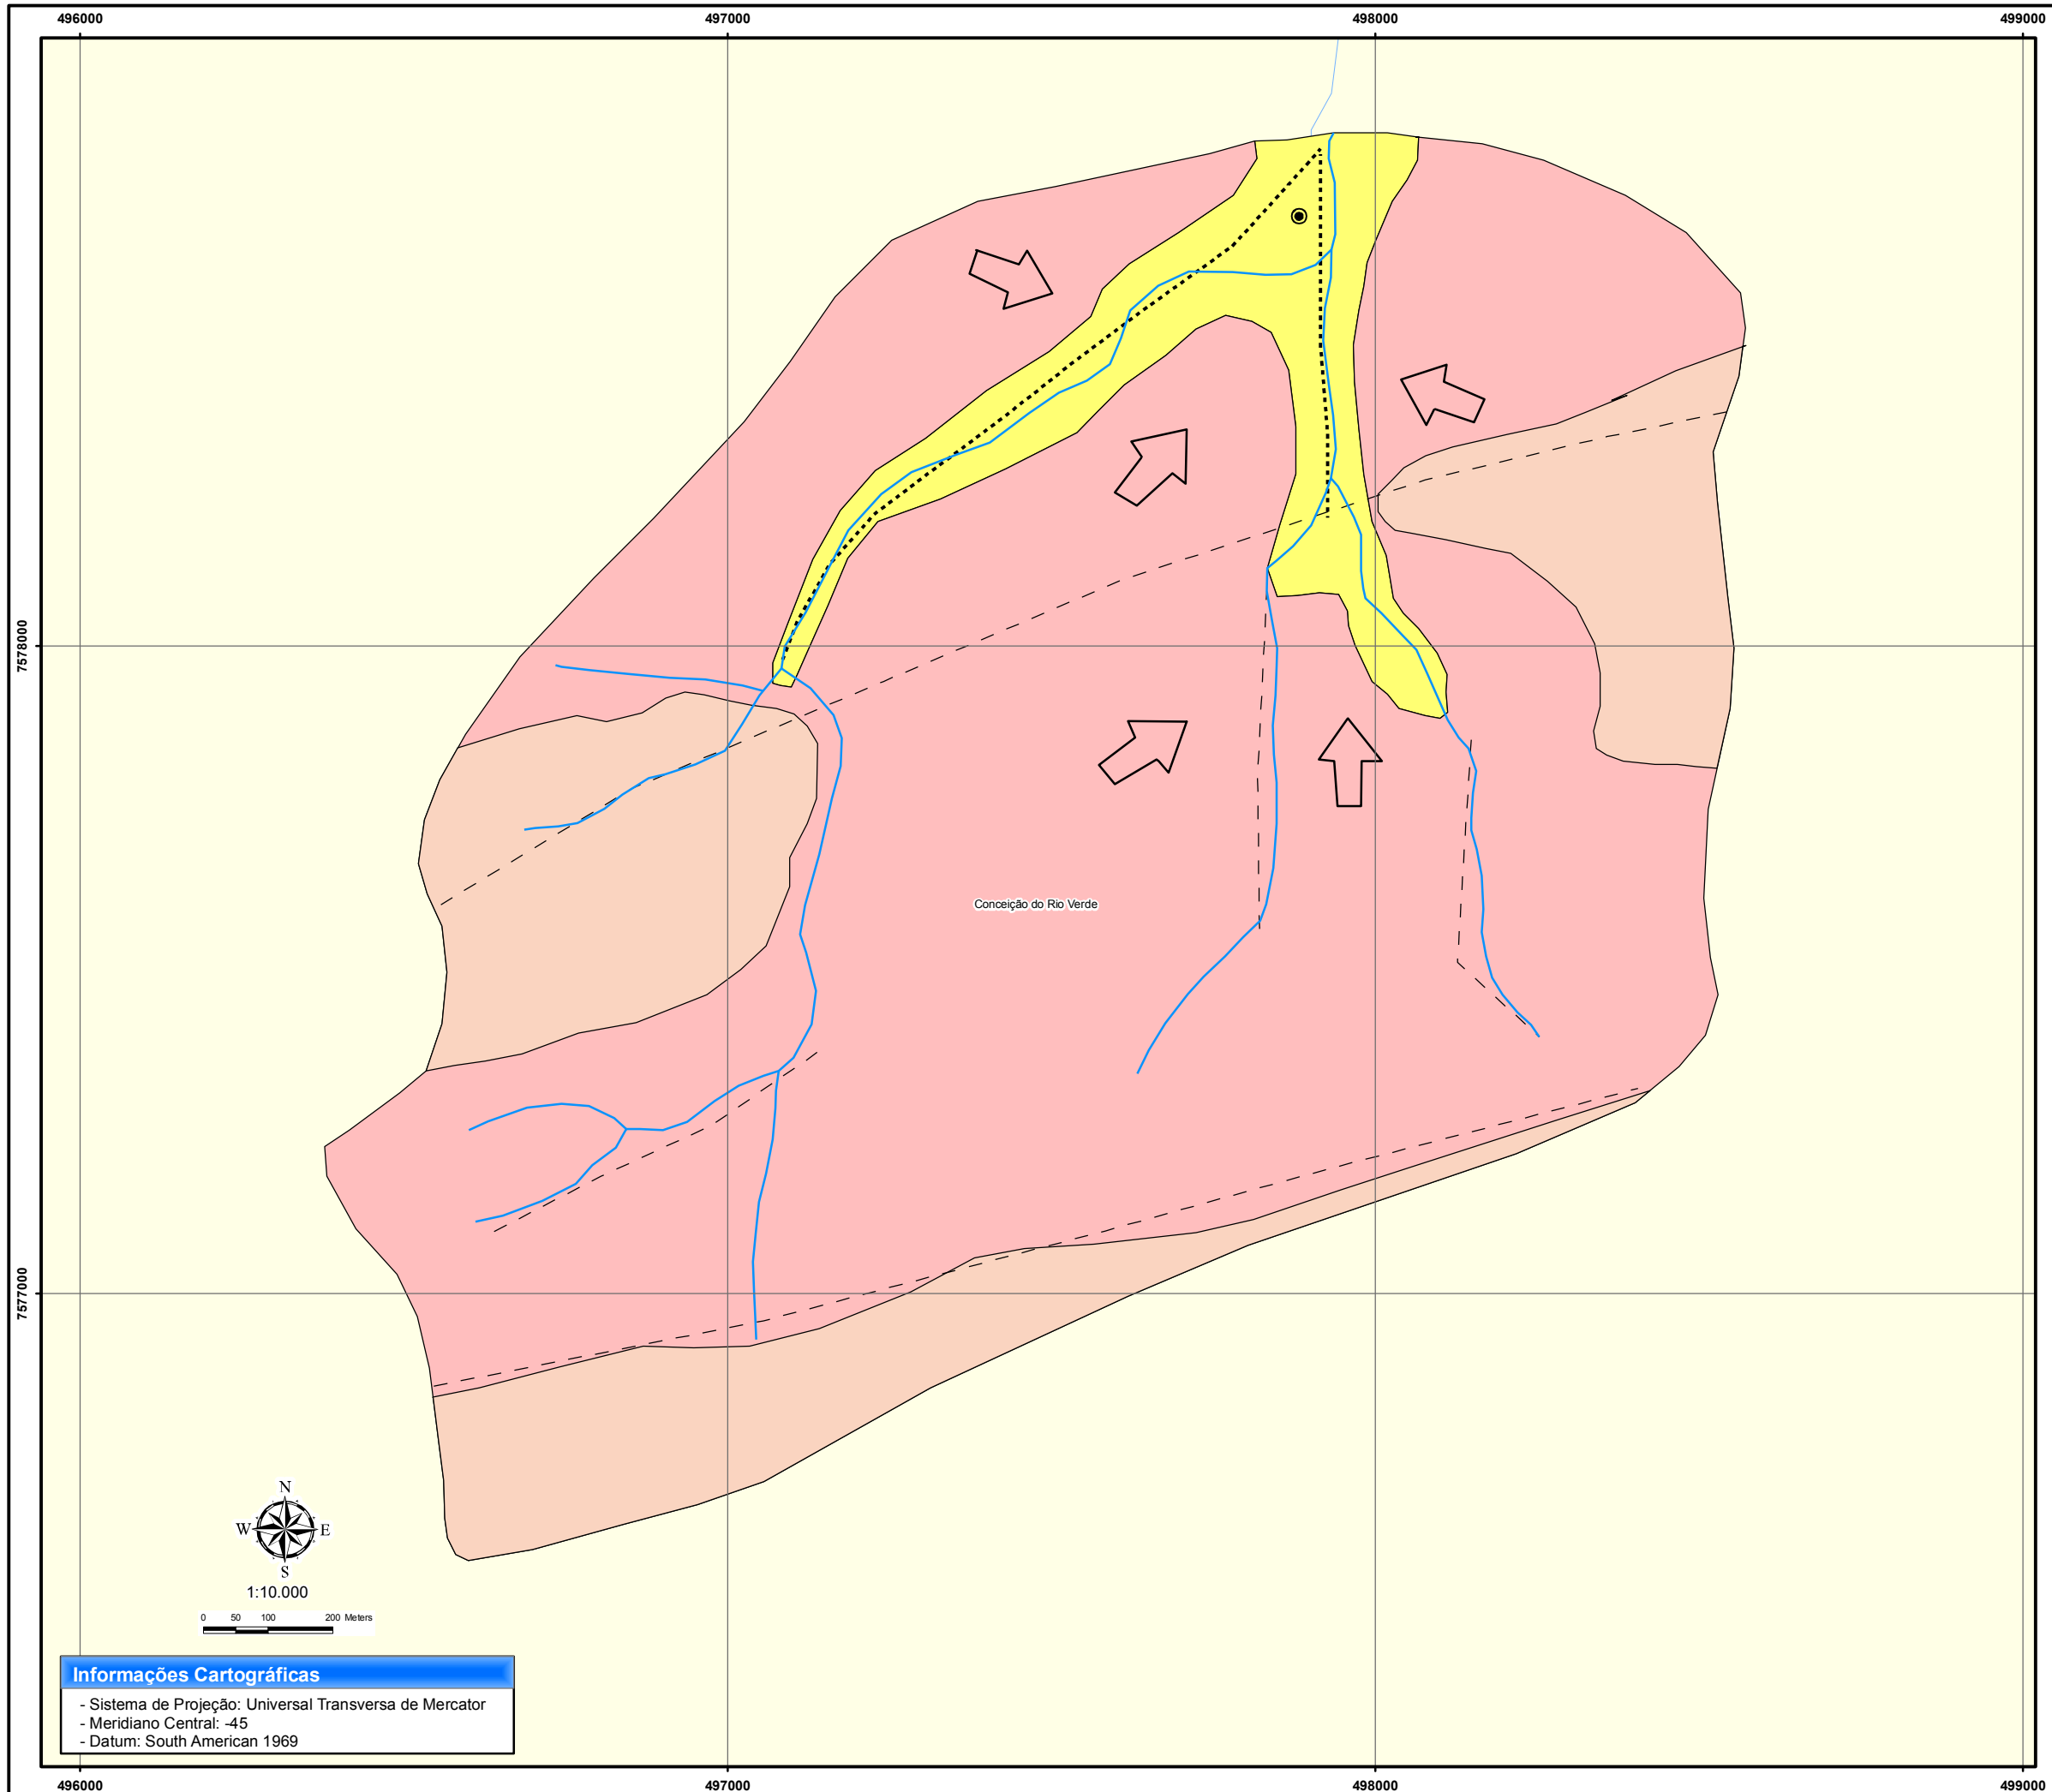 496000 497000 498000 499000
7578000
Conceição do Rio Verde
7577000
N
W E
S
1:10.000
0 50 100 200 Meters
Informações Cartográficas
- Sistema de Projeção: Universal Transversa de Mercator
- Meridiano Central: -45
- Datum: South American 1969
496000 497000 498000 499000